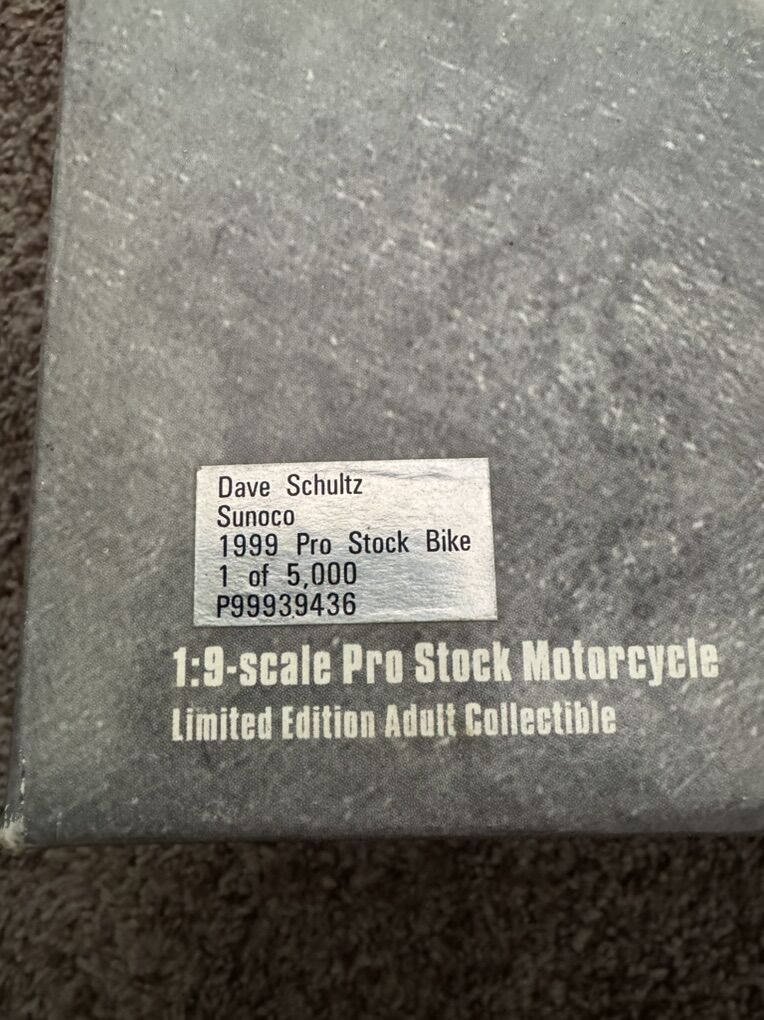 Dave Schultz
Sunoco
1999 Pro Stock Bike
1 of 5,000
P99939436
1:9-scale Pro Stock Motorcycle
Limited Edition Adult Collectible